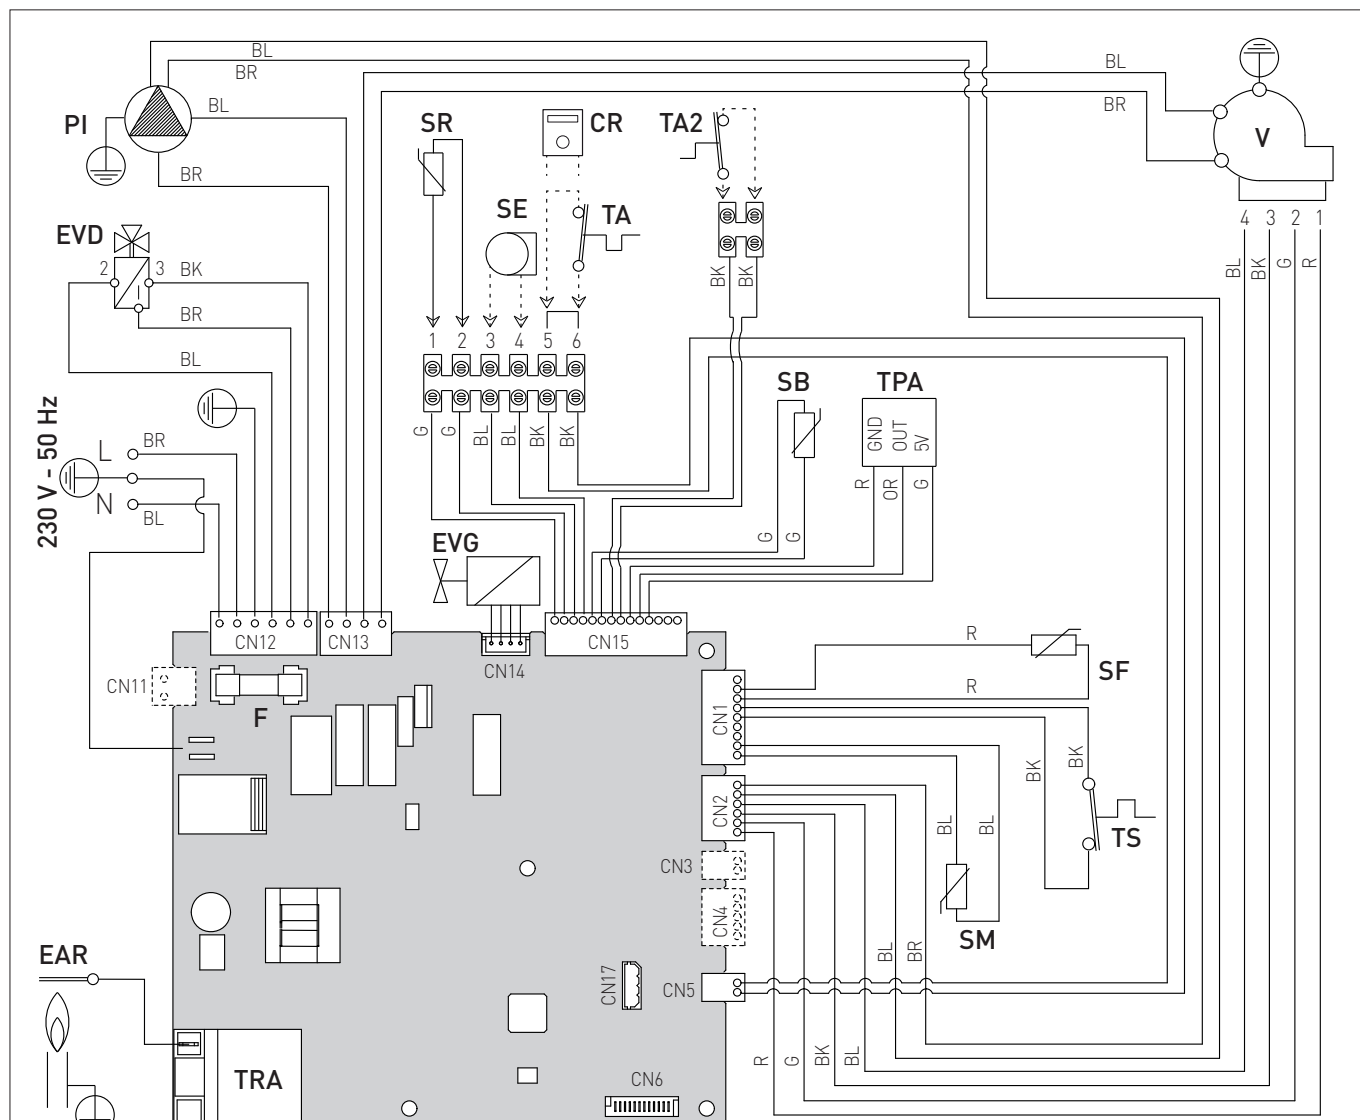 BL
BR
BL
BR
PI
BL
BR
SR
CR
TA2
V
SE
TA
4 3 2 1
EVD
2 3 BK
BR
BL
BK BK
BL BK G R
1 2 3 4 5 6
SB
TPA
GND OUT 5V
G G BL BL BK BK
R OR G
G G
230 V - 50 Hz
L BR
N BL
EVG
CN12
CN13
CN14
CN15
CN11
F
R
SF
R
CN1
BK BK
CN2
BL BL
TS
CN3
CN4
SM
BL BR
EAR
CN17
CN5
R G BK BL
TRA
CN6